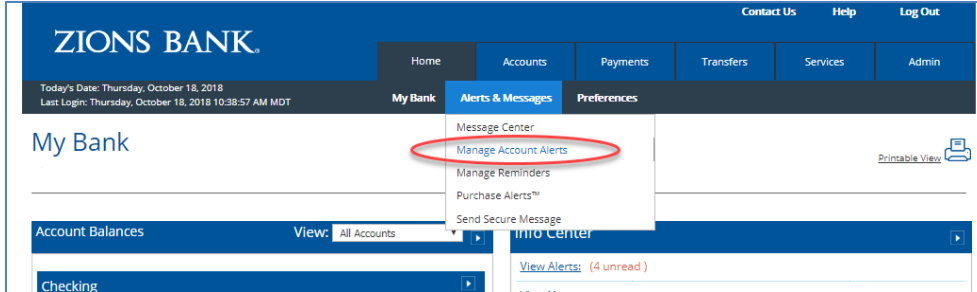 Contact Us Help Log Out
ZIONS BANK.
Home Accounts Payments Transfers Services Admin
Today's Date: Thursday, October 18, 2018
Last Login: Thursday, October 18, 2018 10:38:57 AM MDT
My Bank Alerts & Messages Preferences
Message Center
My Bank
Manage Account Alerts
Printable View
Manage Reminders
Purchase Alerts™
Send Secure Message
Account Balances View: All Accounts Info Center
View Alerts: (4 unread )
Checking